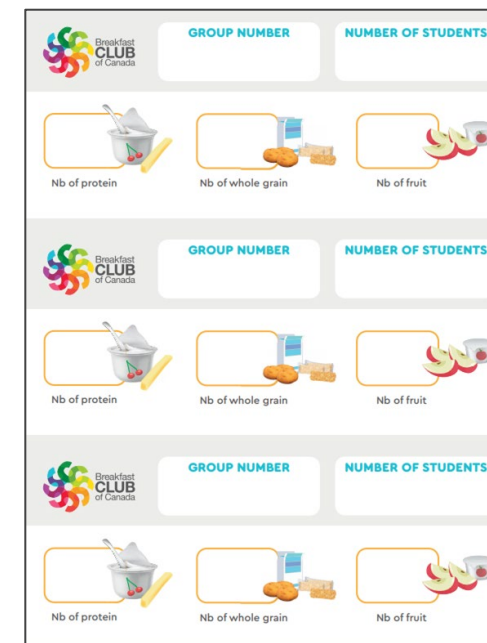 Breakfast
CLUB
of Canada
GROUP NUMBER
NUMBER OF STUDENTS
Nb of protein
Nb of whole grain
Nb of fruit
Breakfast
CLUB
of Canada
GROUP NUMBER
NUMBER OF STUDENTS
Nb of protein
Nb of whole grain
Nb of fruit
Breakfast
CLUB
of Canada
GROUP NUMBER
NUMBER OF STUDENTS
Nb of protein
Nb of whole grain
Nb of fruit